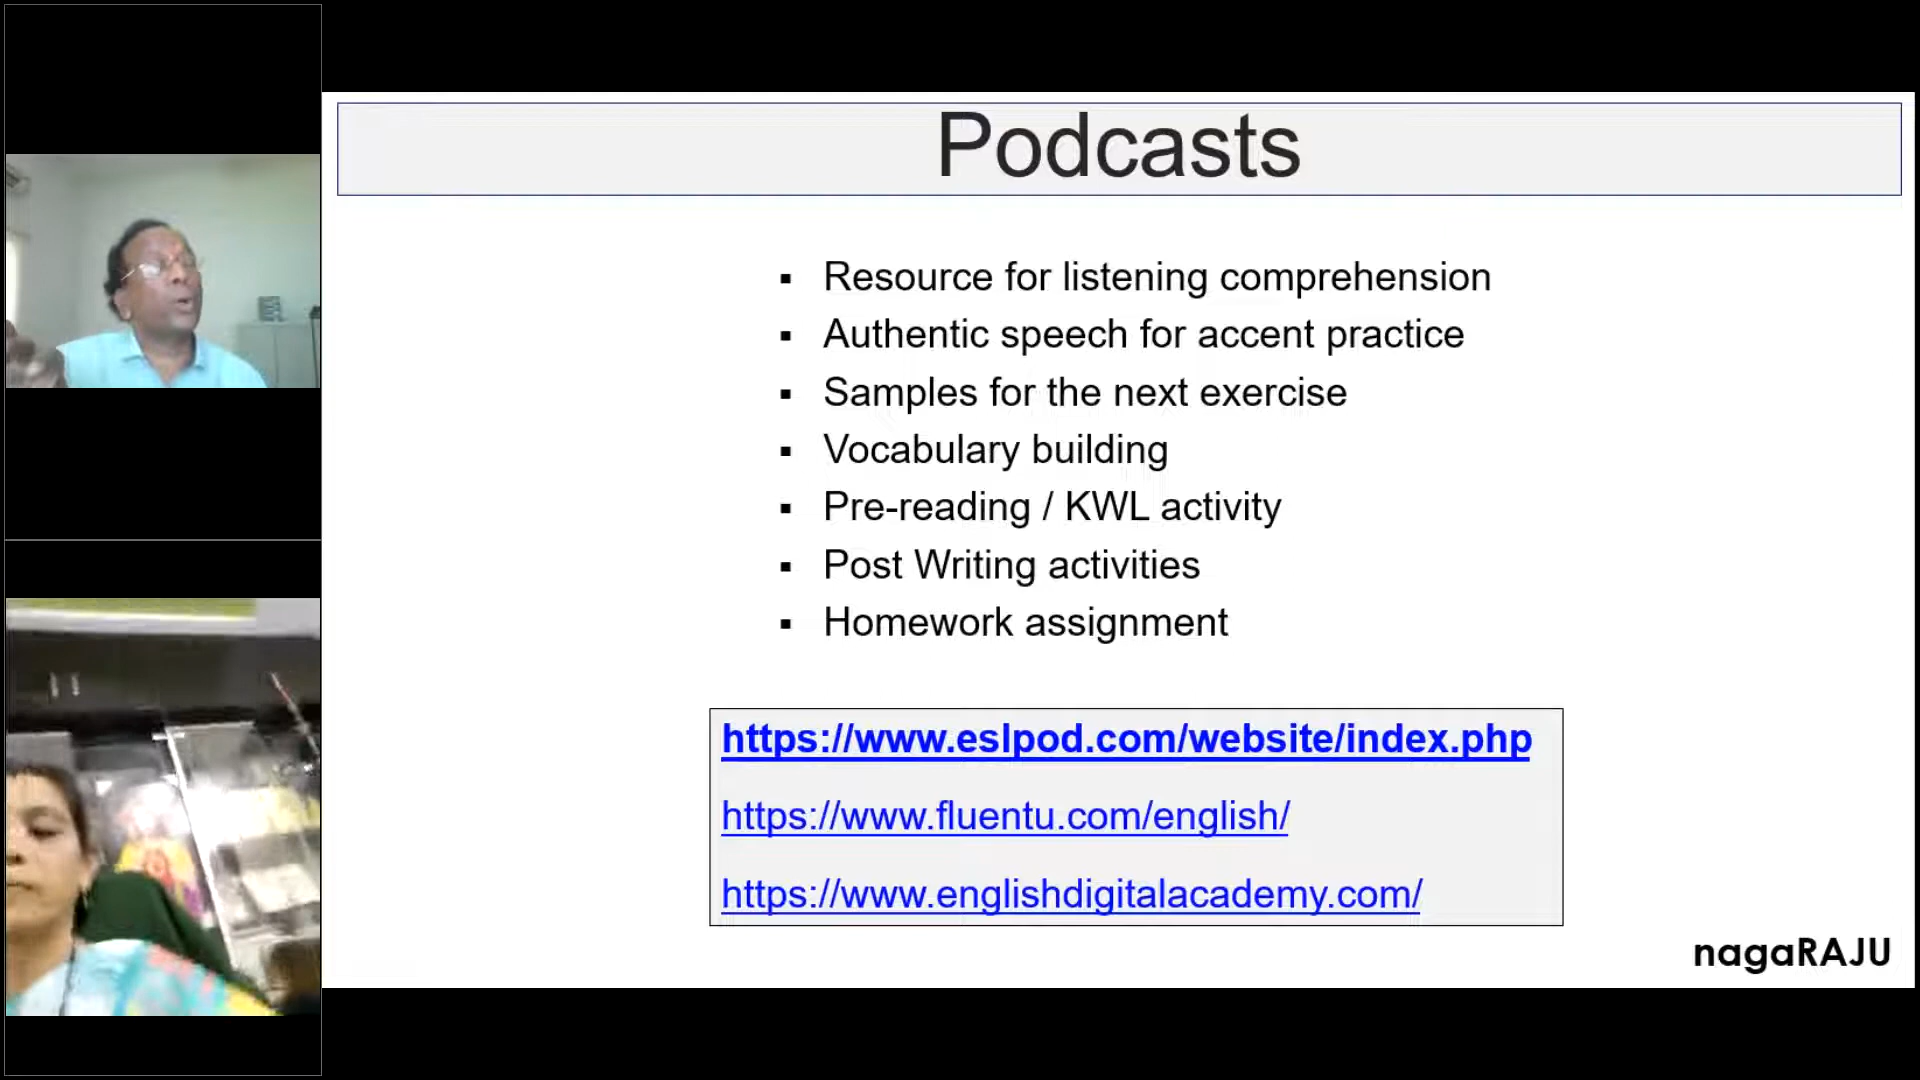 Podcasts
▪ Resource for listening comprehension
▪ Authentic speech for accent practice
▪ Samples for the next exercise
▪ Vocabulary building
▪ Pre-reading / KWL activity
▪ Post Writing activities
▪ Homework assignment
https://www.eslpod.com/website/index.php
https://www.fluentu.com/english/
https://www.englishdigitalacademy.com/
nagaRAJU